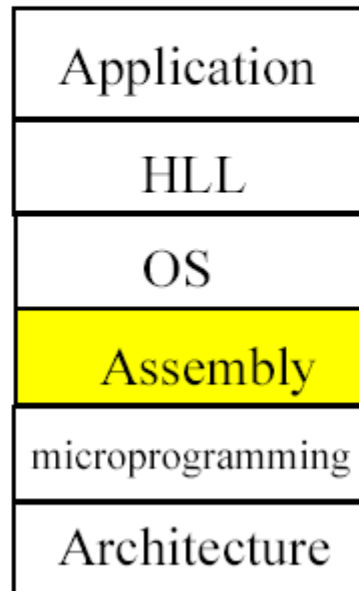 Application
HLL
OS
Assembly
microprogramming
Architecture